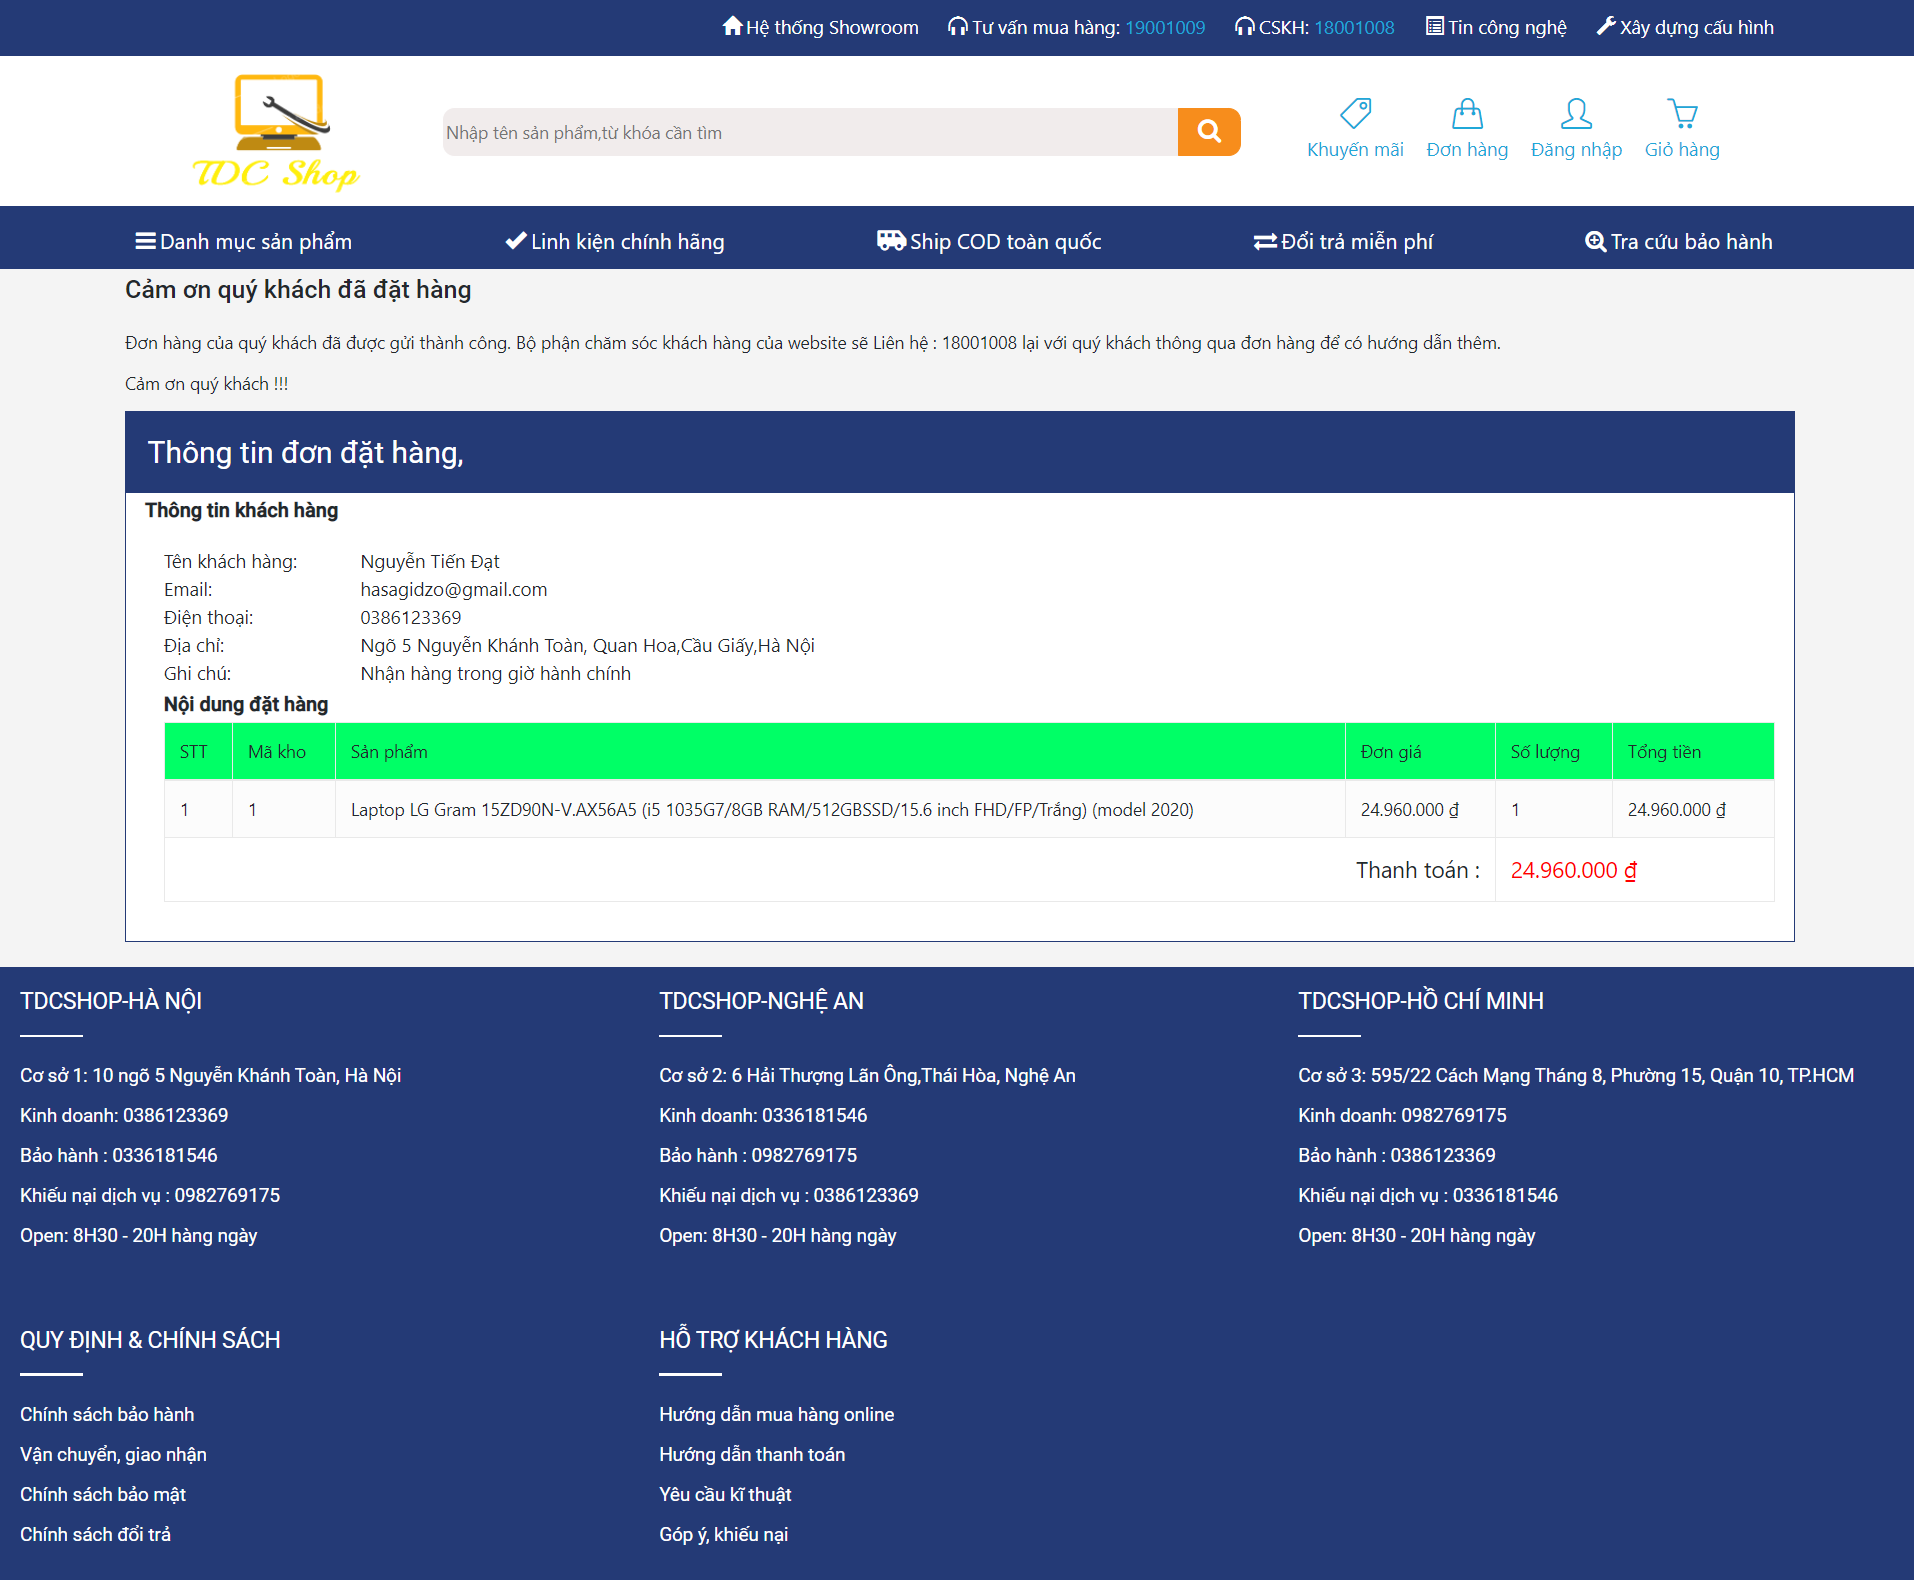 Hệ thống Showroom Tư vấn mua hàng: 19001009 CSKH: 18001008 Tin công nghệ Xây dựng cấu hình
TDC Shop
Nhập tên sản phẩm,từ khóa cần tìm
Khuyến mãi Đơn hàng Đăng nhập Giỏ hàng
Danh mục sản phẩm Linh kiện chính hãng Ship COD toàn quốc Đổi trả miễn phí Tra cứu bảo hành
Cảm ơn quý khách đã đặt hàng
Đơn hàng của quý khách đã được gửi thành công. Bộ phận chăm sóc khách hàng của website sẽ Liên hệ : 18001008 lại với quý khách thông qua đơn hàng để có hướng dẫn thêm.
Cảm ơn quý khách !!!
Thông tin đơn đặt hàng,
Thông tin khách hàng
Tên khách hàng: Nguyễn Tiến Đạt
Email: hasagidzo@gmail.com
Điện thoại: 0386123369
Địa chỉ: Ngõ 5 Nguyễn Khánh Toàn, Quan Hoa,Cầu Giấy,Hà Nội
Ghi chú: Nhận hàng trong giờ hành chính
Nội dung đặt hàng
STT Mã kho Sản phẩm Đơn giá Số lượng Tổng tiền
1 1 Laptop LG Gram 15ZD90N-V.AX56A5 (i5 1035G7/8GB RAM/512GBSSD/15.6 inch FHD/FP/Trắng) (model 2020) 24.960.000 ₫ 1 24.960.000 ₫
Thanh toán : 24.960.000 ₫
TDCSHOP-HÀ NỘI
Cơ sở 1: 10 ngõ 5 Nguyễn Khánh Toàn, Hà Nội
Kinh doanh: 0386123369
Bảo hành : 0336181546
Khiếu nại dịch vụ : 0982769175
Open: 8H30 - 20H hàng ngày
TDCSHOP-NGHỆ AN
Cơ sở 2: 6 Hải Thượng Lãn Ông,Thái Hòa, Nghệ An
Kinh doanh: 0336181546
Bảo hành : 0982769175
Khiếu nại dịch vụ : 0386123369
Open: 8H30 - 20H hàng ngày
TDCSHOP-HỒ CHÍ MINH
Cơ sở 3: 595/22 Cách Mạng Tháng 8, Phường 15, Quận 10, TP.HCM
Kinh doanh: 0982769175
Bảo hành : 0386123369
Khiếu nại dịch vụ : 0336181546
Open: 8H30 - 20H hàng ngày
QUY ĐỊNH & CHÍNH SÁCH
Chính sách bảo hành
Vận chuyển, giao nhận
Chính sách bảo mật
Chính sách đổi trả
HỖ TRỢ KHÁCH HÀNG
Hướng dẫn mua hàng online
Hướng dẫn thanh toán
Yêu cầu kĩ thuật
Góp ý, khiếu nại